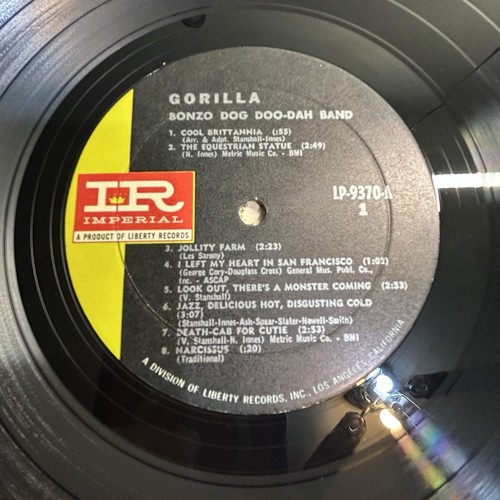 GORILLA
BONZO DOG DOO-DAH BAND
1. COOL BRITTANNIA (:55)
(Arr. & Adpt. Stanshall-Innes)
2. THE EQUESTRIAN STATUE (2:49)
(N. Innes) Metric Music Co. • BMI
IR
IMPERIAL
A PRODUCT OF LIBERTY RECORDS
LP-9370-A
1
3. JOLLITY FARM (2:23)
(Les Sarony)
4. I LEFT MY HEART IN SAN FRANCISCO (1:02)
(George Cory-Douglass Cross) General Mus. Publ. Co.,
Inc. - ASCAP
5. LOOK OUT, THERE'S A MONSTER COMING (2:53)
(V. Stanshall)
6. JAZZ, DELICIOUS HOT, DISGUSTING COLD
(3:07)
(Stanshall-Innes-Ash-Spear-Slater-Nowell-Smith)
7. DEATH-CAB FOR CUTIE (2:53)
(V. Stanshall-N. Innes) Metric Music Co. • BMI
8. NARCISSUS (:20)
(Traditional)
A DIVISION OF LIBERTY RECORDS, INC., LOS ANGELES, CALIFORNIA